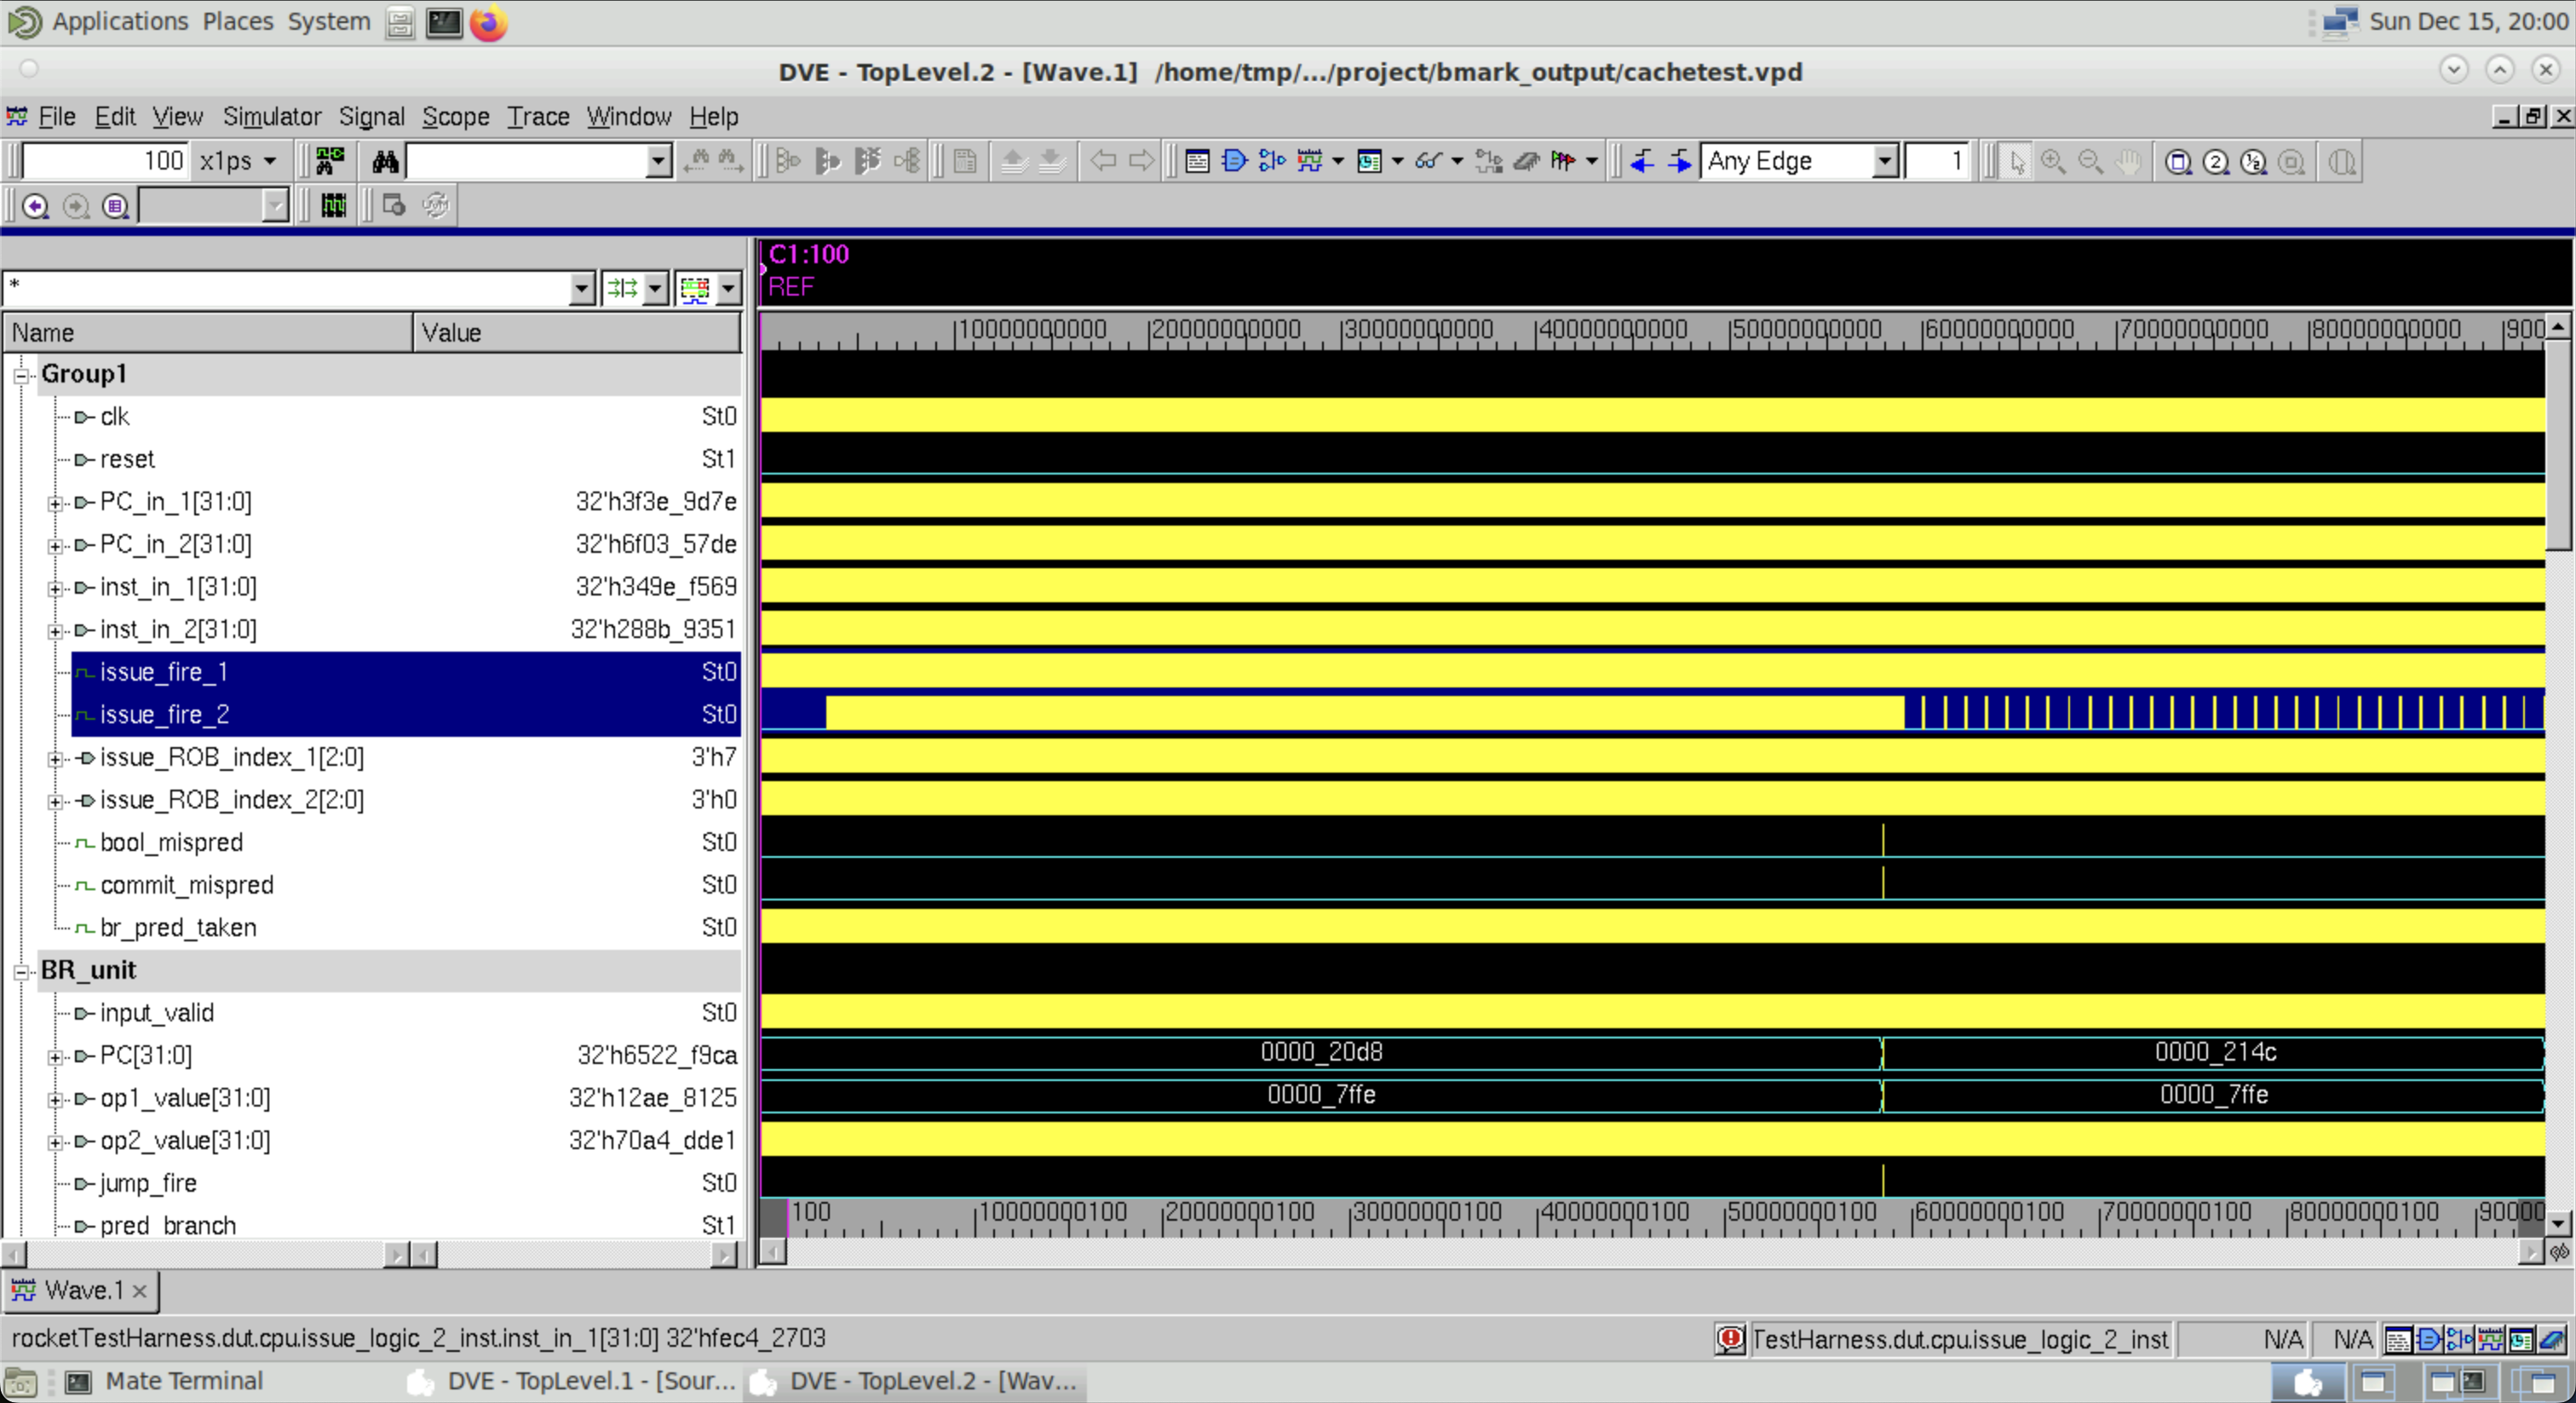 Applications Places System Sun Dec 15, 20:00
DVE - TopLevel.2 - [Wave.1] /home/tmp/.../project/bmark_output/cachetest.vpd
File Edit View Simulator Signal Scope Trace Window Help
100 x1ps Any Edge 1
C1:100
REF
*
Name Value
10000000000 20000000000 30000000000 40000000000 50000000000 60000000000 70000000000 80000000000 900
Group1
clk St0
reset St1
PC_in_1[31:0] 32'h3f3e_9d7e
PC_in_2[31:0] 32'h6f03_57de
inst_in_1[31:0] 32'h349e_f569
inst_in_2[31:0] 32'h288b_9351
issue_fire_1 St0
issue_fire_2 St0
issue_ROB_index_1[2:0] 3'h7
issue_ROB_index_2[2:0] 3'h0
bool_mispred St0
commit_mispred St0
br_pred_taken St0
BR_unit
input_valid St0
PC[31:0] 32'h6522_f9ca 0000_20d8 0000_214c
op1_value[31:0] 32'h12ae_8125 0000_7ffe 0000_7ffe
op2_value[31:0] 32'h70a4_dde1
jump_fire St0
pred_branch St1
100 10000000100 20000000100 30000000100 40000000100 50000000100 60000000100 70000000100 80000000100 90000
Wave.1
rocketTestHarness.dut.cpu.issue_logic_2_inst.inst_in_1[31:0] 32'hfec4_2703 TestHarness.dut.cpu.issue_logic_2_inst N/A N/A
Mate Terminal DVE - TopLevel.1 - [Sour... DVE - TopLevel.2 - [Wav...